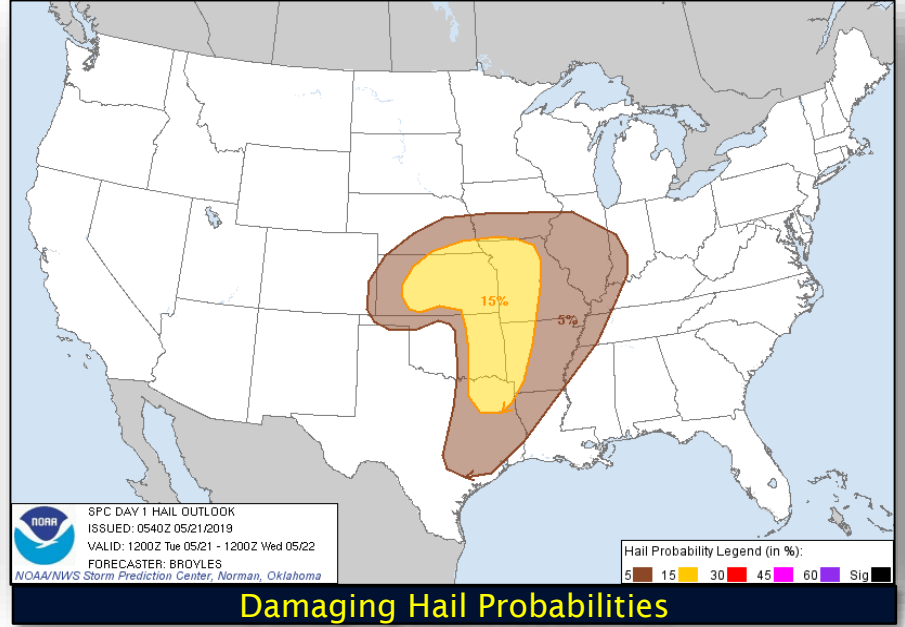 15%
5%
NOAA
SPC DAY 1 HAIL OUTLOOK
ISSUED: 0540Z 05/21/2019
VALID: 1200Z Tue 05/21 - 1200Z Wed 05/22
FORECASTER: BROYLES
NOAA/NWS Storm Prediction Center, Norman, Oklahoma
Hail Probability Legend (in %):
5 15 30 45 60 Sig
Damaging Hail Probabilities